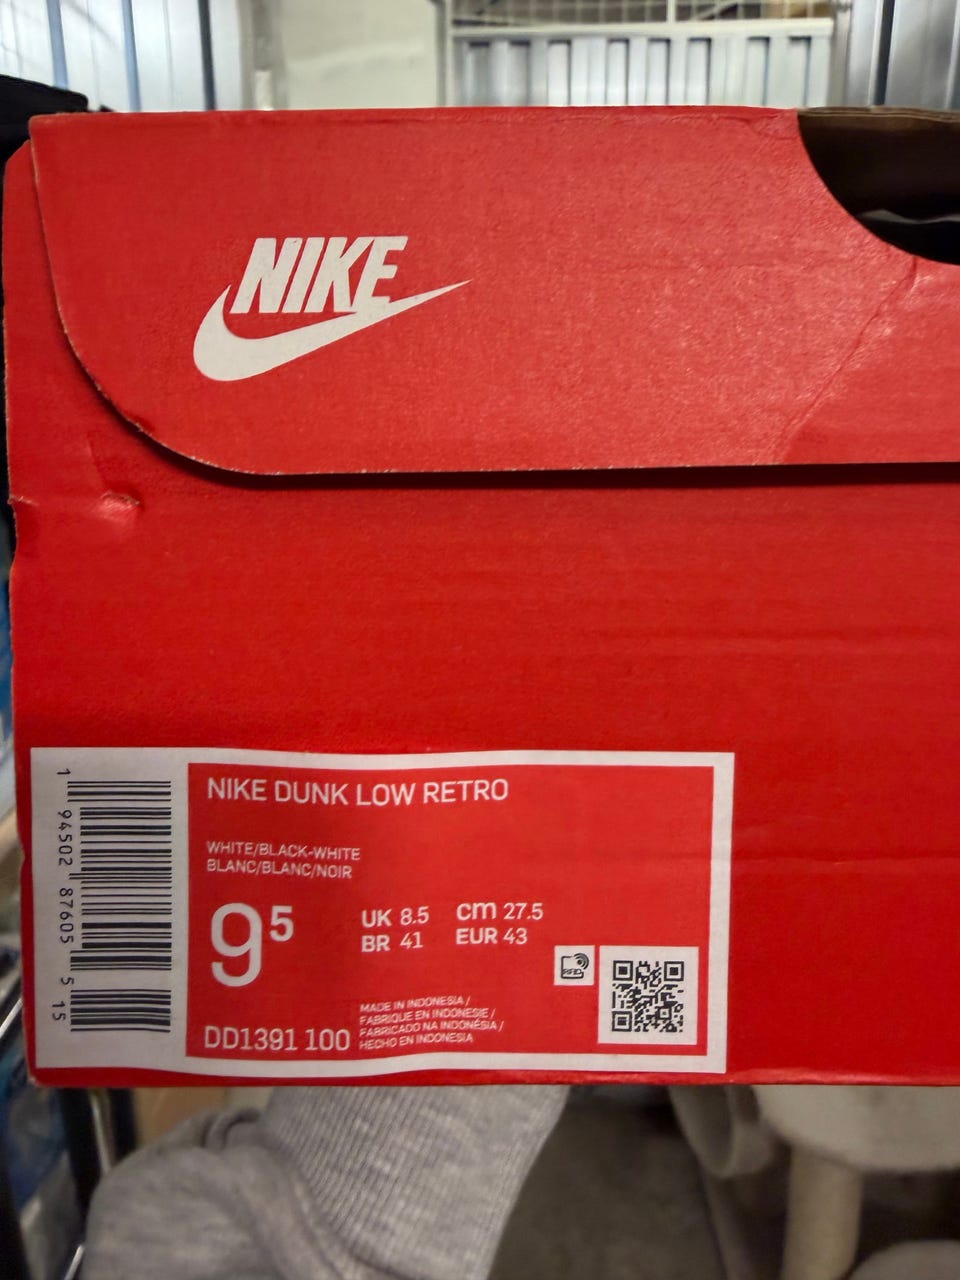 NIKE
NIKE DUNK LOW RETRO
WHITE/BLACK-WHITE
BLANC/BLANC/NOIR
9⁵
UK 8.5
cm 27.5
BR 41
EUR 43
RFID
MADE IN INDONESIA /
FABRIQUE EN INDONESIE /
FABRICADO NA INDONÉSIA /
HECHO EN INDONESIA
DD1391 100
1 94502 87605 5 15